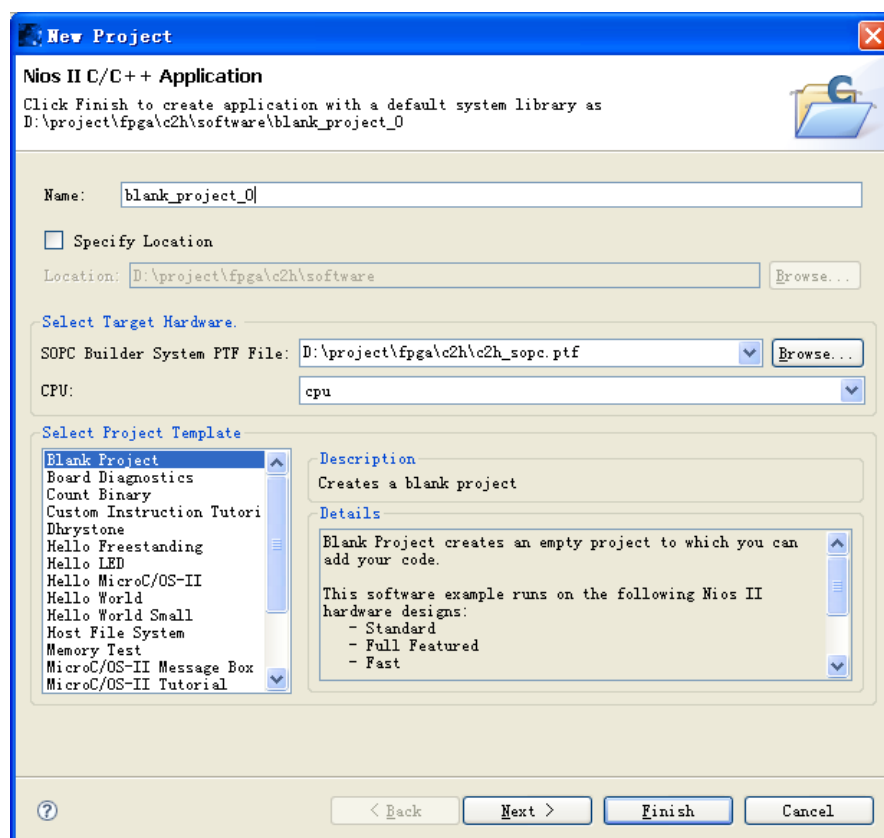 New Project
Nios II C/C++ Application
Click Finish to create application with a default system library as
D:\project\fpga\c2h\software\blank_project_0
Name: blank_project_0
Specify Location
Location: D:\project\fpga\c2h\software Browse...
Select Target Hardware.
SOPC Builder System PTF File: D:\project\fpga\c2h\c2h_sopc.ptf Browse...
CPU: cpu
Select Project Template
Blank Project
Board Diagnostics
Count Binary
Custom Instruction Tutori
Dhrystone
Hello Freestanding
Hello LED
Hello MicroC/OS-II
Hello World
Hello World Small
Host File System
Memory Test
MicroC/OS-II Message Box
MicroC/OS-II Tutorial
Description
Creates a blank project
Details
Blank Project creates an empty project to which you can
add your code.
This software example runs on the following Nios II
hardware designs:
- Standard
- Full Featured
- Fast
< Back Next > Finish Cancel